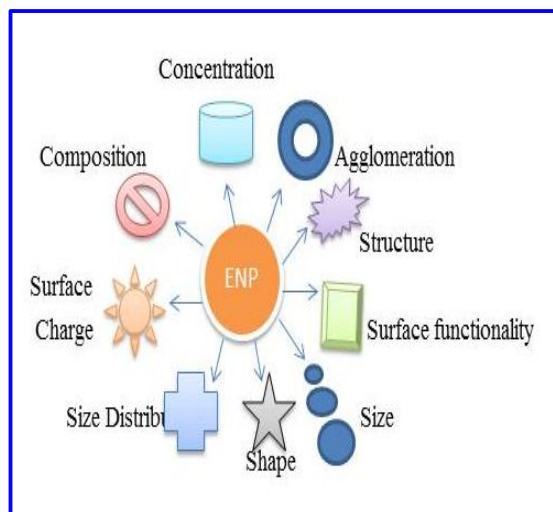 Concentration
Composition
Agglomeration
Structure
ENP
Surface
Charge
Surface functionality
Size Distribu
Shape
Size